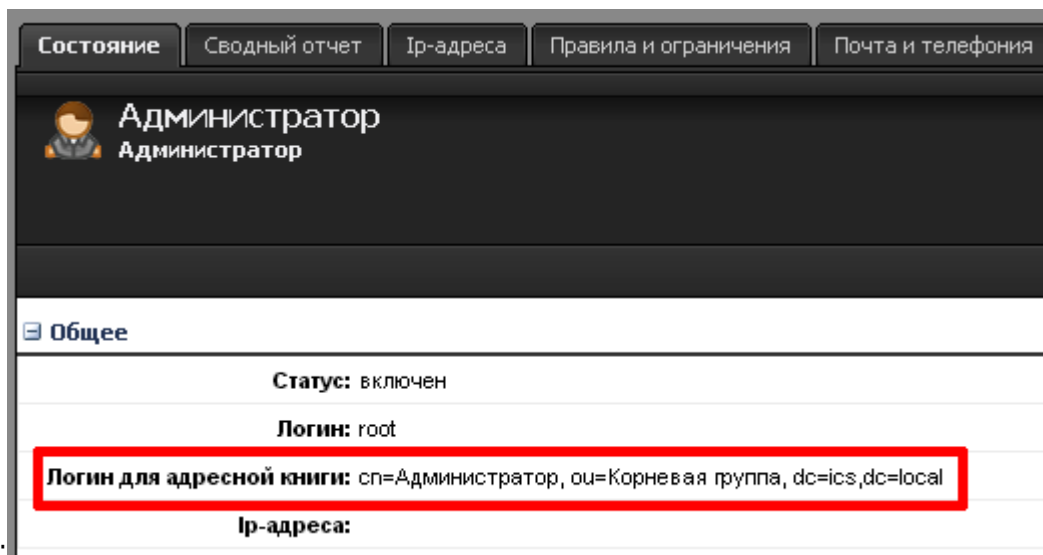 Состояние Сводный отчет Ip-адреса Правила и ограничения Почта и телефония
Администратор
Администратор
Общее
Статус: включен
Логин: root
Логин для адресной книги: cn=Администратор, ou=Корневая группа, dc=ics,dc=local
Ip-адреса:
.